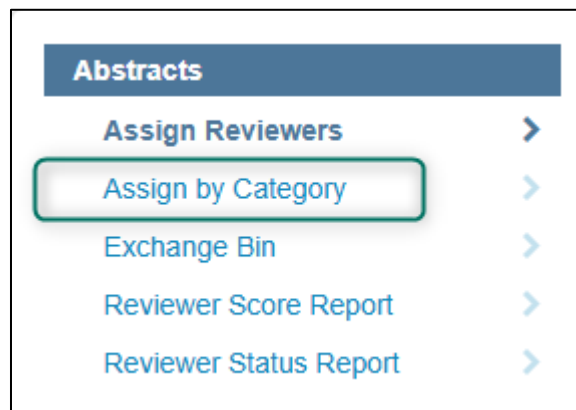 Abstracts
Assign Reviewers
Assign by Category
Exchange Bin
Reviewer Score Report
Reviewer Status Report